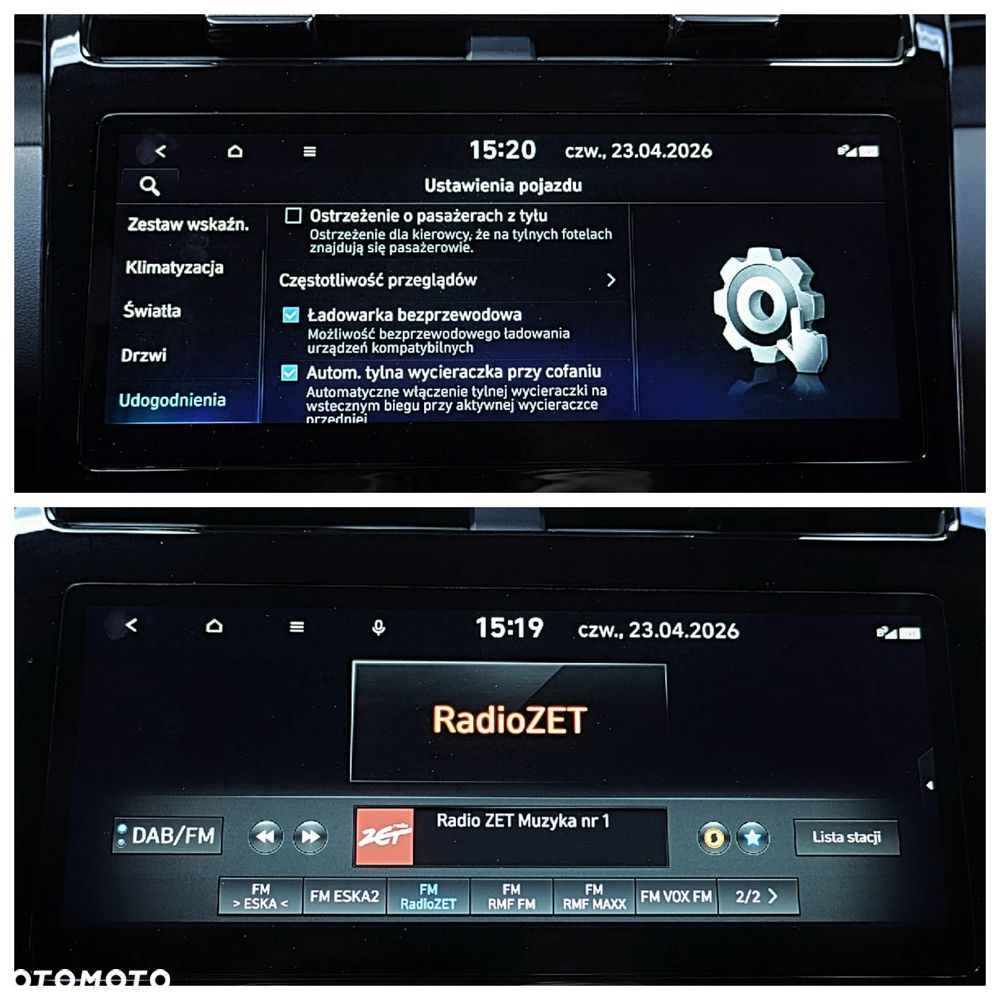 15:20 czw., 23.04.2026
Ustawienia pojazdu
Zestaw wskaźn.
Klimatyzacja
Światła
Drzwi
Udogodnienia
Ostrzeżenie o pasażerach z tyłu
Ostrzeżenie dla kierowcy, że na tylnych fotelach
znajdują się pasażerowie.
Częstotliwość przeglądów
Ładowarka bezprzewodowa
Możliwość bezprzewodowego ładowania
urządzeń kompatybilnych
Autom. tylna wycieraczka przy cofaniu
Automatyczne włączenie tylnej wycieraczki na
wstecznym biegu przy aktywnej wycieraczce
przedniej
15:19 czw., 23.04.2026
RadioZET
DAB/FM
radio
ZET
Radio ZET Muzyka nr 1
Lista stacji
FM
> ESKA <
FM ESKA2
FM
RadioZET
FM
RMF FM
FM
RMF MAXX
FM VOX FM
2/2
OTOMOTO